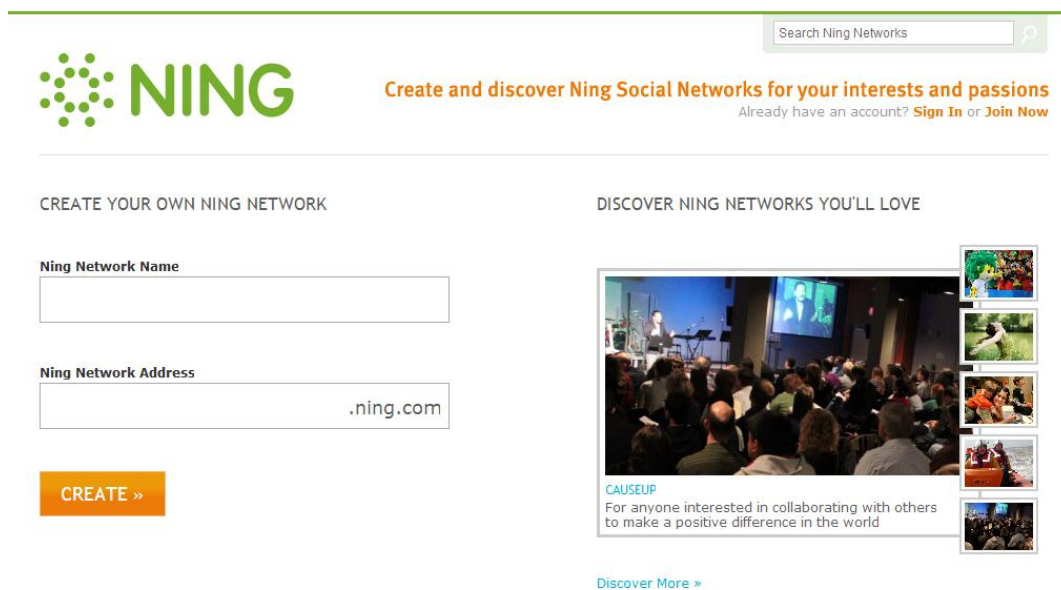 Search Ning Networks
NING
Create and discover Ning Social Networks for your interests and passions
Already have an account? Sign In or Join Now
CREATE YOUR OWN NING NETWORK
Ning Network Name
Ning Network Address
.ning.com
CREATE »
DISCOVER NING NETWORKS YOU'LL LOVE
CAUSEUP
For anyone interested in collaborating with others
to make a positive difference in the world
Discover More »